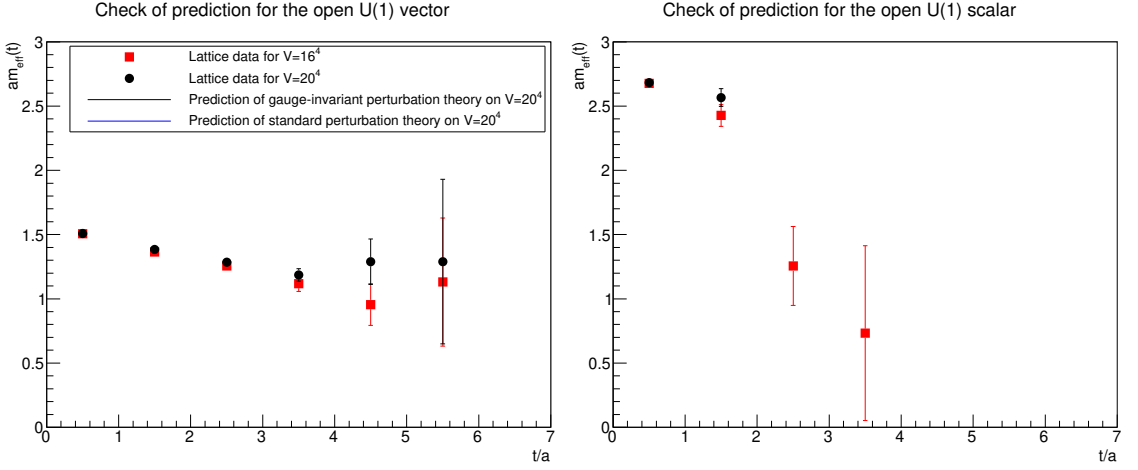 Check of prediction for the open U(1) vector
am_eff(t)
3
2.5
2
1.5
1
0.5
0
Lattice data for V=16^4
Lattice data for V=20^4
Prediction of gauge-invariant perturbation theory on V=20^4
Prediction of standard perturbation theory on V=20^4
0 1 2 3 4 5 6 7
t/a
Check of prediction for the open U(1) scalar
am_eff(t)
3
2.5
2
1.5
1
0.5
0
0 1 2 3 4 5 6 7
t/a